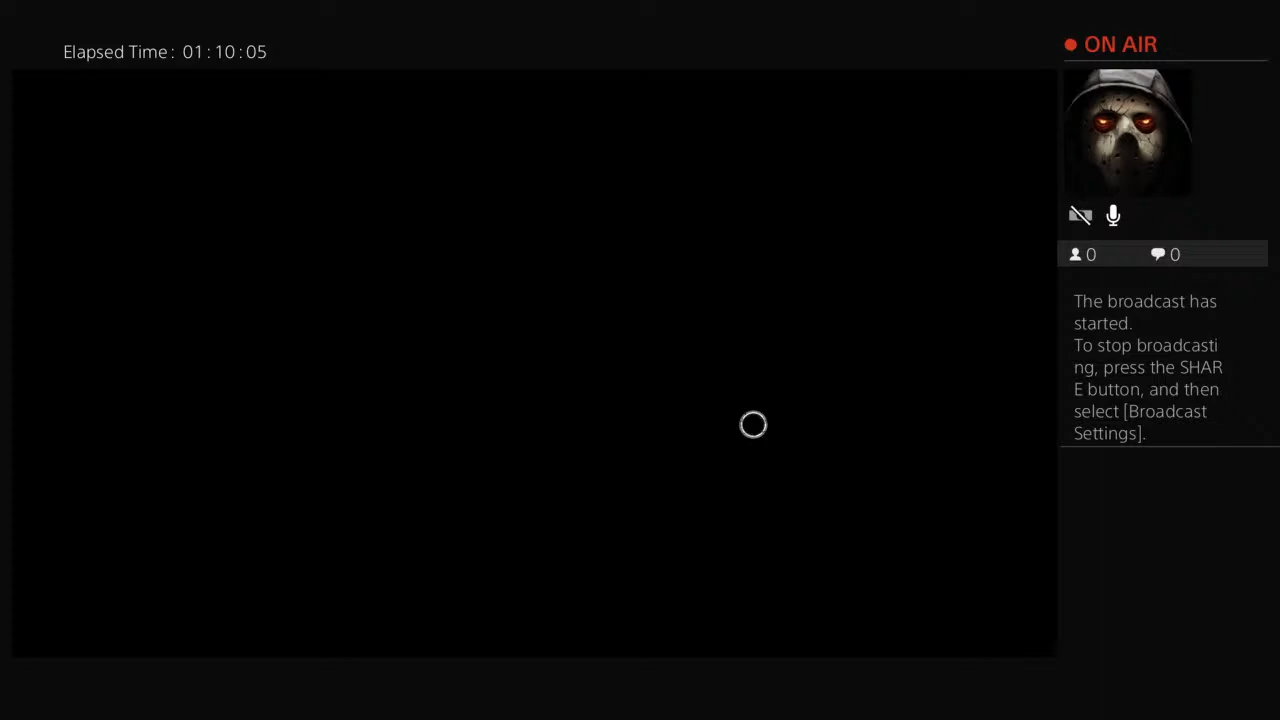 Elapsed Time: 01:10:05
ON AIR
0 0
The broadcast has
started.
To stop broadcasti
ng, press the SHAR
E button, and then
select [Broadcast
Settings].